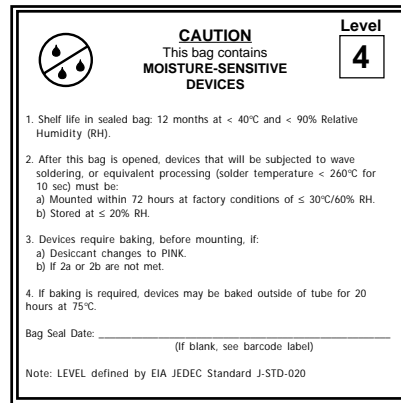 CAUTION
This bag contains
MOISTURE-SENSITIVE
DEVICES
Level
4
1. Shelf life in sealed bag: 12 months at < 40°C and < 90% Relative
Humidity (RH).
2. After this bag is opened, devices that will be subjected to wave
soldering, or equivalent processing (solder temperature < 260°C for
10 sec) must be:
a) Mounted within 72 hours at factory conditions of ≤ 30°C/60% RH.
b) Stored at ≤ 20% RH.
3. Devices require baking, before mounting, if:
a) Desiccant changes to PINK.
b) If 2a or 2b are not met.
4. If baking is required, devices may be baked outside of tube for 20
hours at 75°C.
Bag Seal Date: ________________________________________________
(If blank, see barcode label)
Note: LEVEL defined by EIA JEDEC Standard J-STD-020